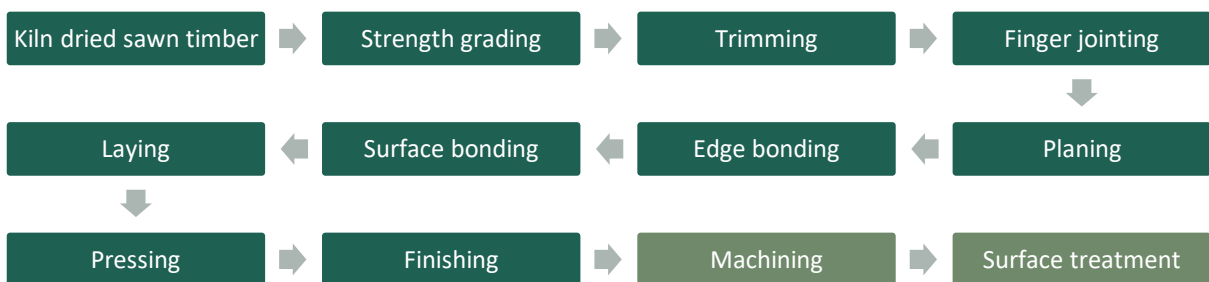 Kiln dried sawn timber
Strength grading
Trimming
Finger jointing
Planing
Edge bonding
Surface bonding
Laying
Pressing
Finishing
Machining
Surface treatment